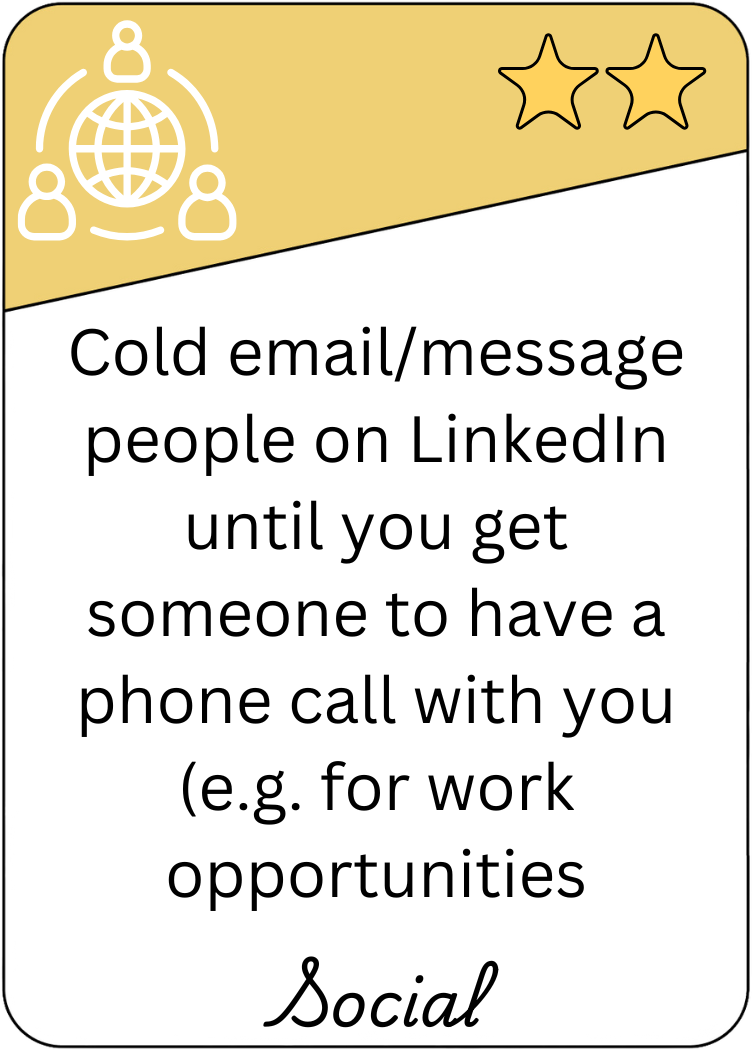 Cold email/message
people on LinkedIn
until you get
someone to have a
phone call with you
(e.g. for work
opportunities
Social